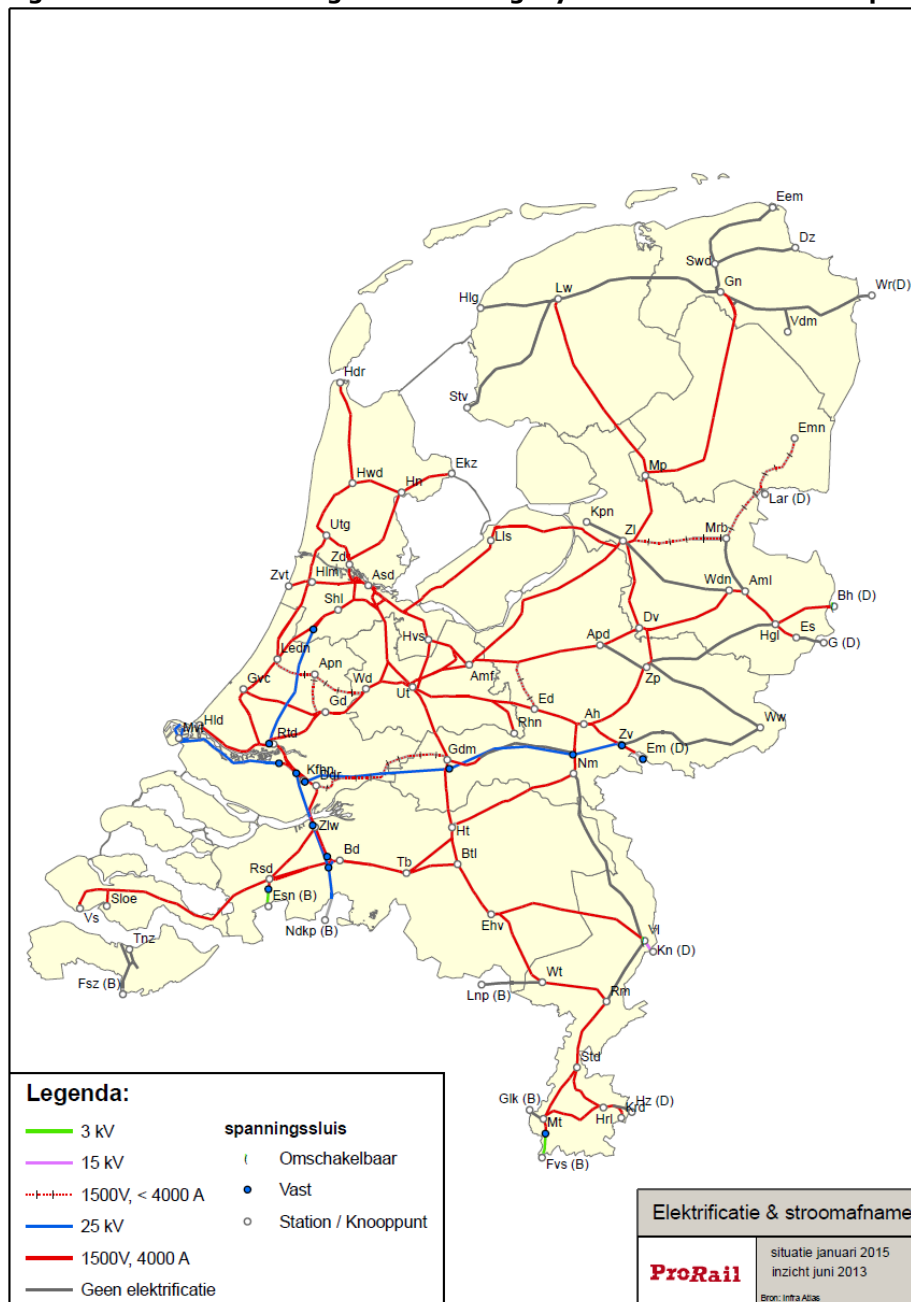 Eem
Dz
Swd
Gn
Lw
Wr(D)
Hlg
Vdm
Hdr
Stv
Emn
Mp
Ekz
Hwd
Hn
Lar (D)
Kpn
Zl
Mrb
Utg
Lls
Zd
Hlm
Asd
Zvt
Wdn
Aml
Bh (D)
Shl
Hvs
Apd
Dv
Hgl
Es
G (D)
Ledn
Apn
Wd
Amf
Zp
Gvc
Ut
Gd
Ed
Hld
Mvt
Rtd
Rhn
Ah
Ww
Zv
Em (D)
Gdm
Kfhn
Ddr
Nm
Zlw
Ht
Bd
Btl
Rsd
Tb
Esn (B)
Sloe
Vs
Ndkp (B)
Ehv
Vl
Kn (D)
Tnz
Fsz (B)
Wt
Lnp (B)
Rm
Std
Glk (B)
Hz (D)
Krd
Mt
Hrl
Fvs (B)
Legenda:
3 kV
15 kV
1500V, < 4000 A
25 kV
1500V, 4000 A
Geen elektrificatie
spanningssluis
Omschakelbaar
Vast
Station / Knooppunt
Elektrificatie & stroomafname
ProRail
situatie januari 2015
inzicht juni 2013
Bron: Infra Atlas